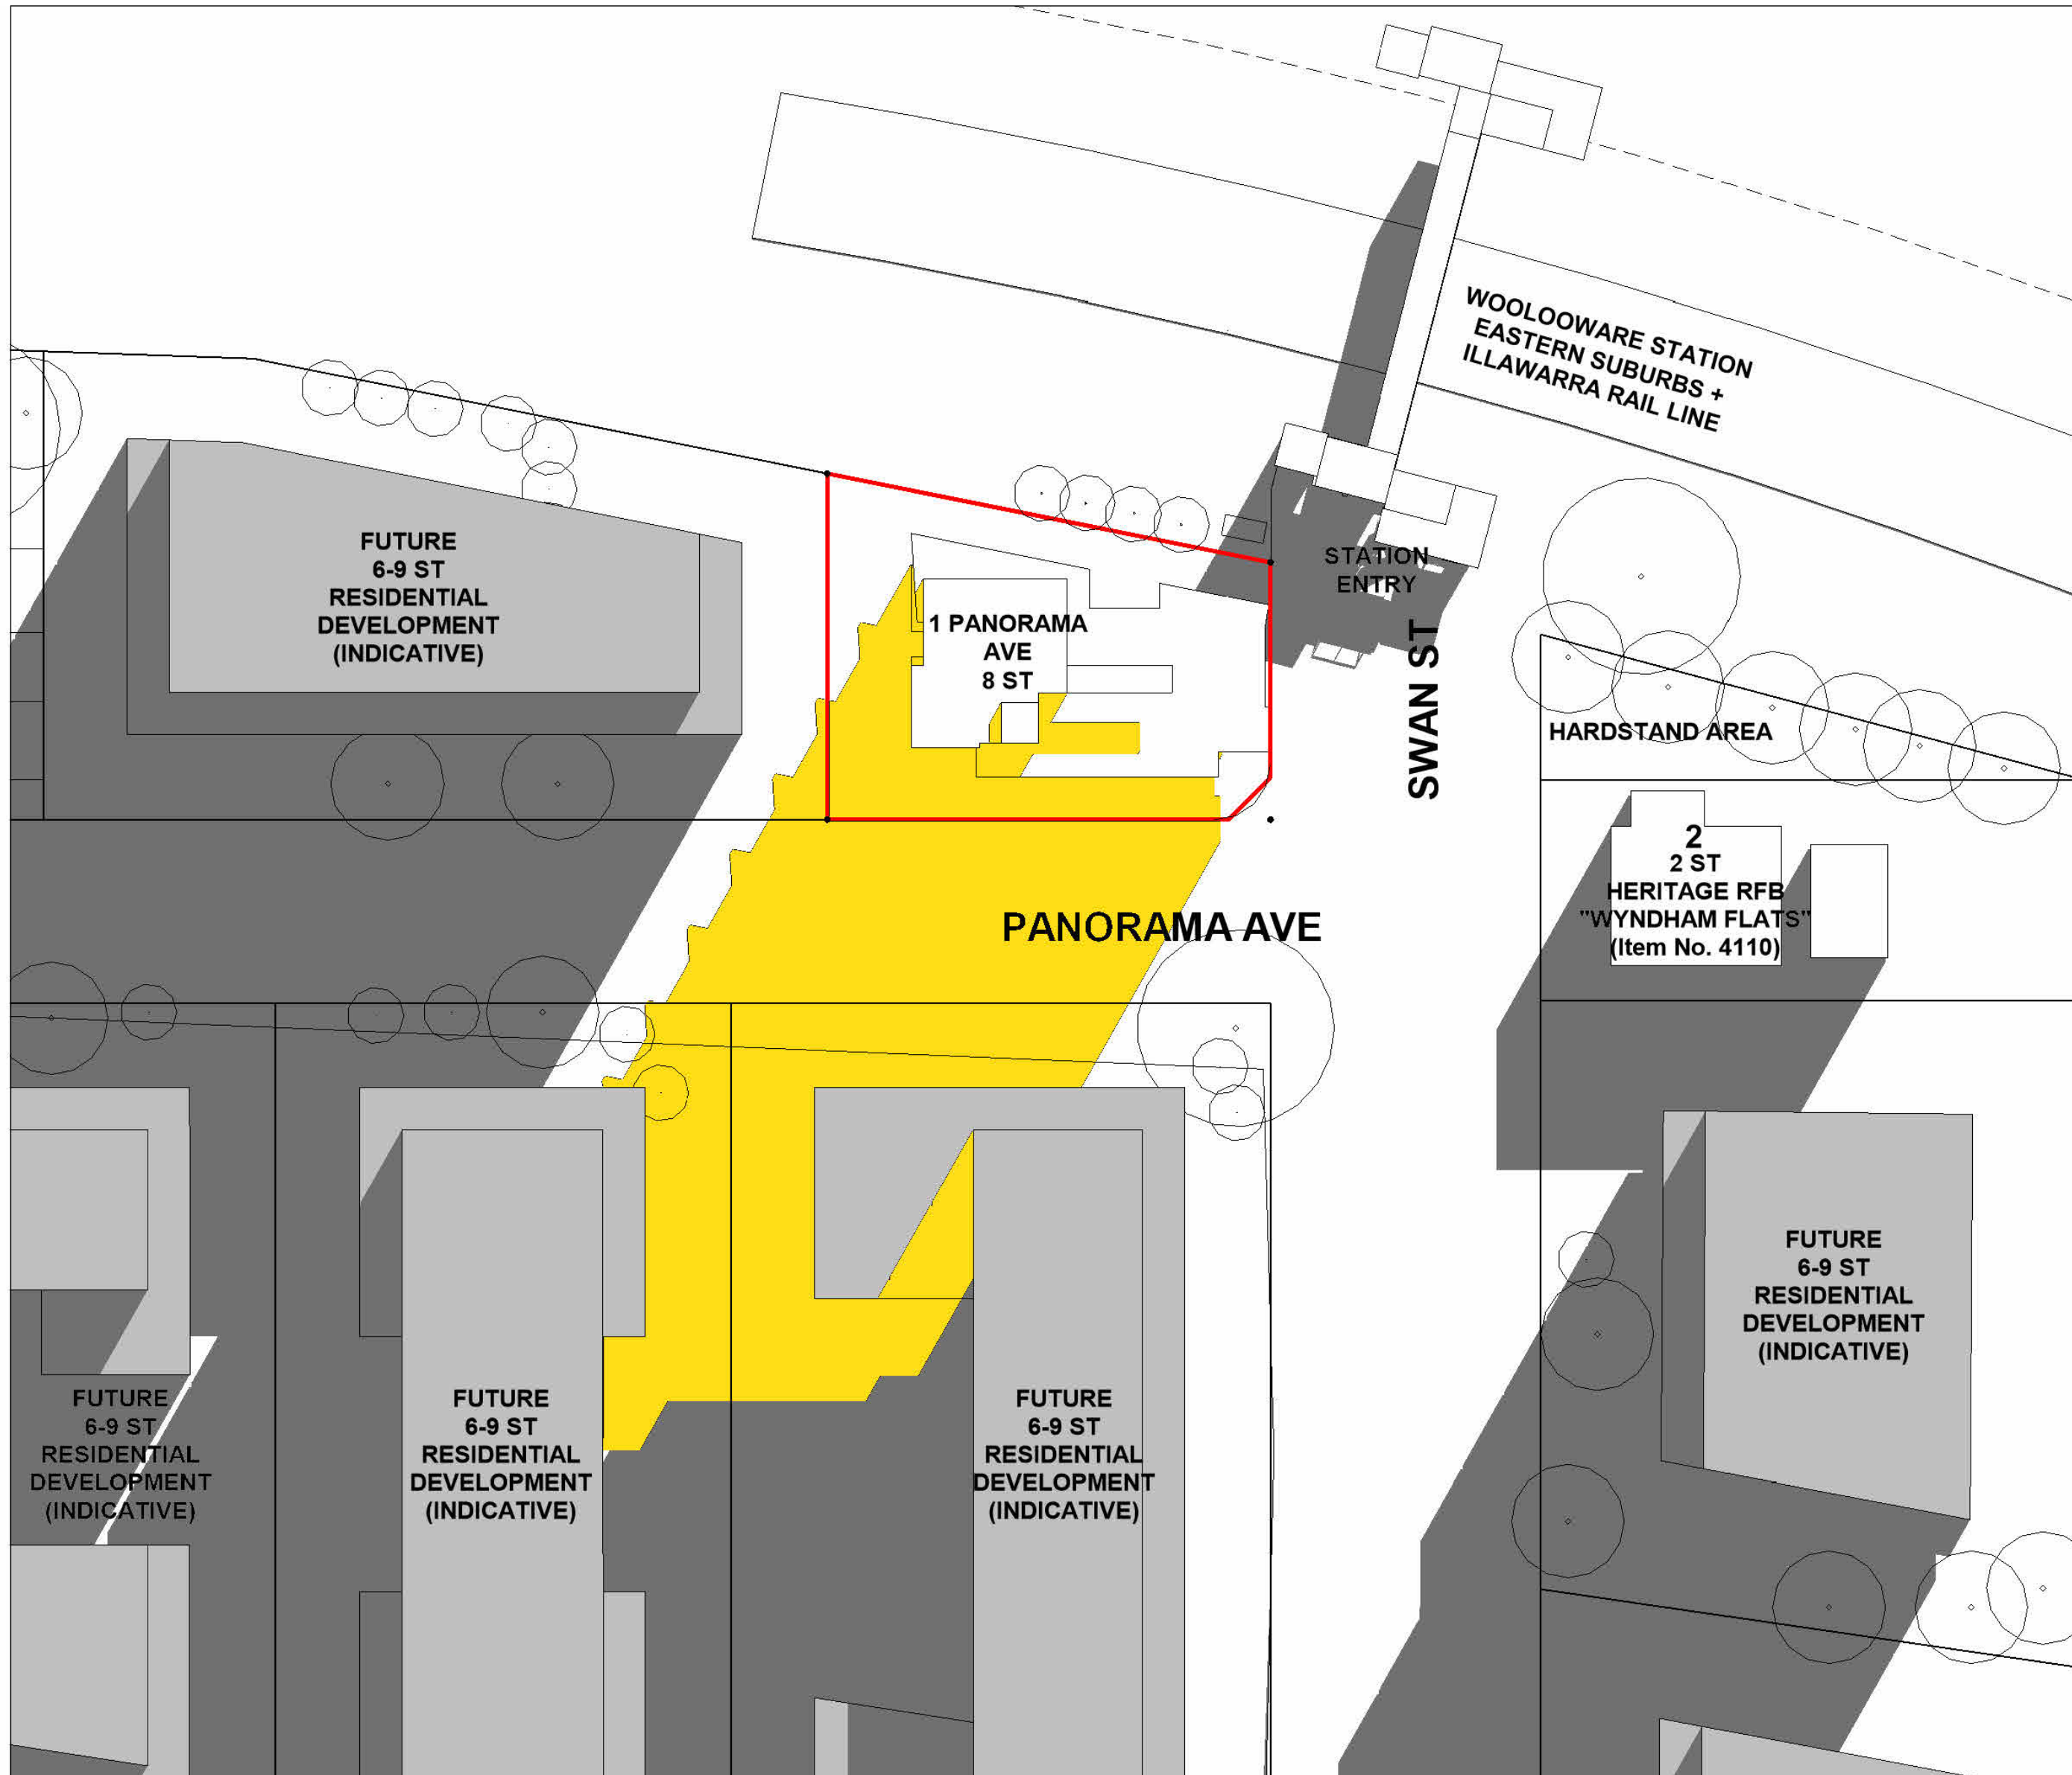 WOOLOOWARE STATION
EASTERN SUBURBS +
ILLAWARRA RAIL LINE
FUTURE
6-9 ST
RESIDENTIAL
DEVELOPMENT
(INDICATIVE)
STATION
ENTRY
1 PANORAMA
AVE
8 ST
SWAN ST
HARDSTAND AREA
2
2 ST
HERITAGE RFB
"WYNDHAM FLATS"
(Item No. 4110)
PANORAMA AVE
FUTURE
6-9 ST
RESIDENTIAL
DEVELOPMENT
(INDICATIVE)
FUTURE
6-9 ST
RESIDENTIAL
DEVELOPMENT
(INDICATIVE)
FUTURE
6-9 ST
RESIDENTIAL
DEVELOPMENT
(INDICATIVE)
FUTURE
6-9 ST
RESIDENTIAL
DEVELOPMENT
(INDICATIVE)